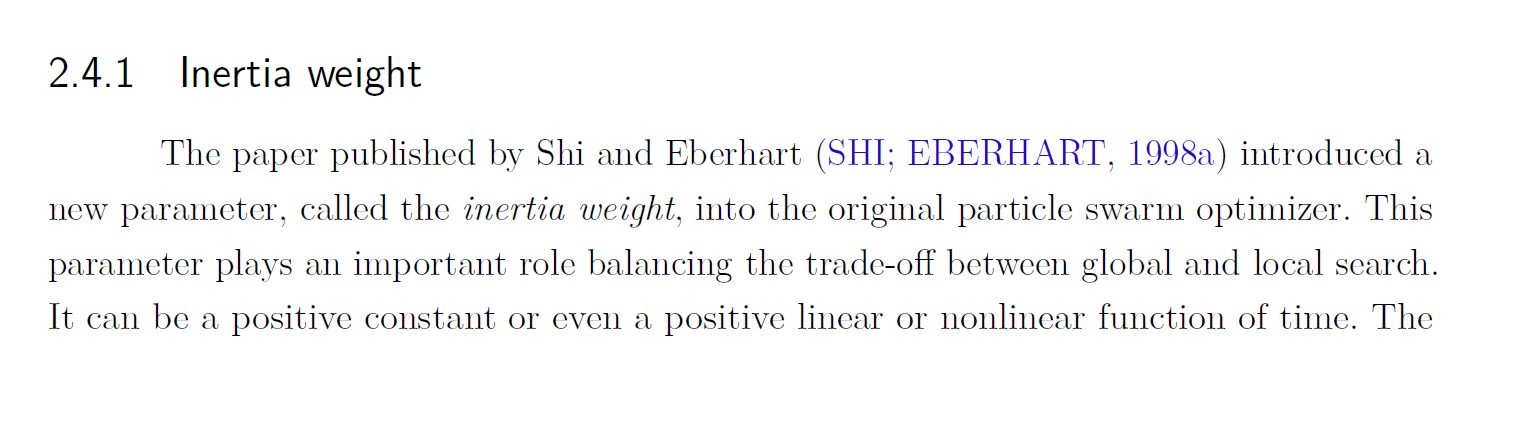 2.4.1 Inertia weight
The paper published by Shi and Eberhart (SHI; EBERHART, 1998a) introduced a
new parameter, called the inertia weight, into the original particle swarm optimizer. This
parameter plays an important role balancing the trade-off between global and local search.
It can be a positive constant or even a positive linear or nonlinear function of time. The